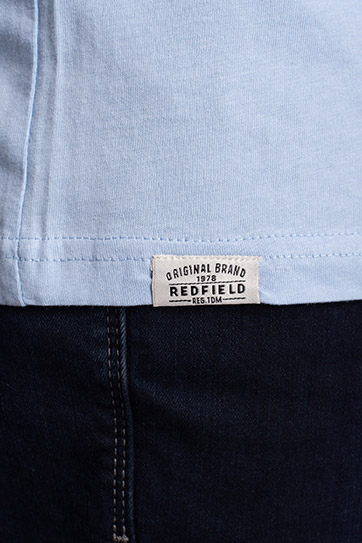 ORIGINAL BRAND
1978
REDFIELD
REG.TDM